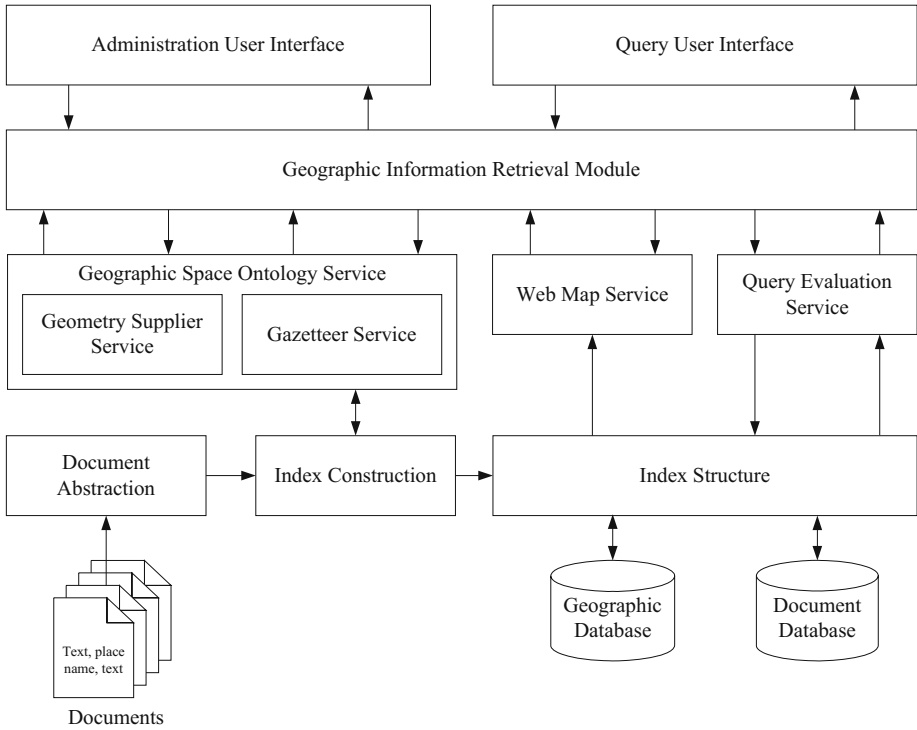 Administration User Interface
Query User Interface
Geographic Information Retrieval Module
Geographic Space Ontology Service
Geometry Supplier
Service
Gazetteer Service
Web Map Service
Query Evaluation
Service
Document
Abstraction
Index Construction
Index Structure
Geographic
Database
Document
Database
Text, place
name, text
Documents